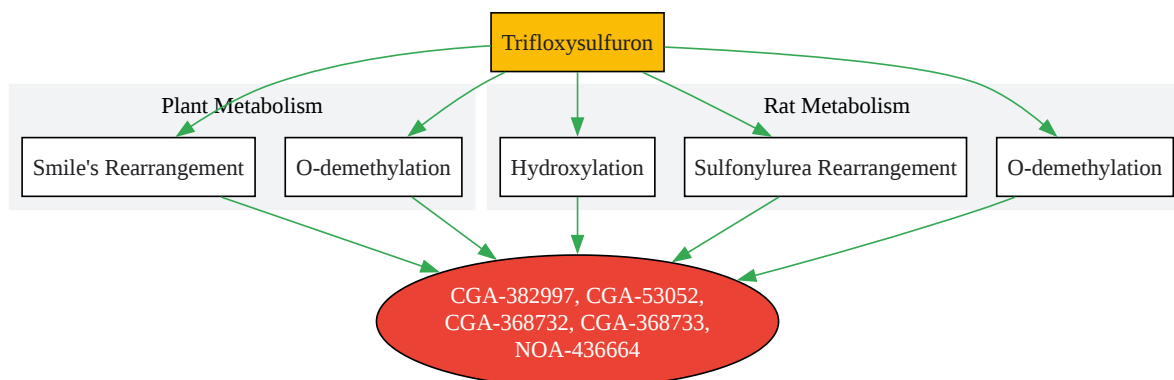 Trifloxysulfuron
Plant Metabolism
Rat Metabolism
Smile's Rearrangement
O-demethylation
Hydroxylation
Sulfonylurea Rearrangement
O-demethylation
CGA-382997, CGA-53052,
CGA-368732, CGA-368733,
NOA-436664